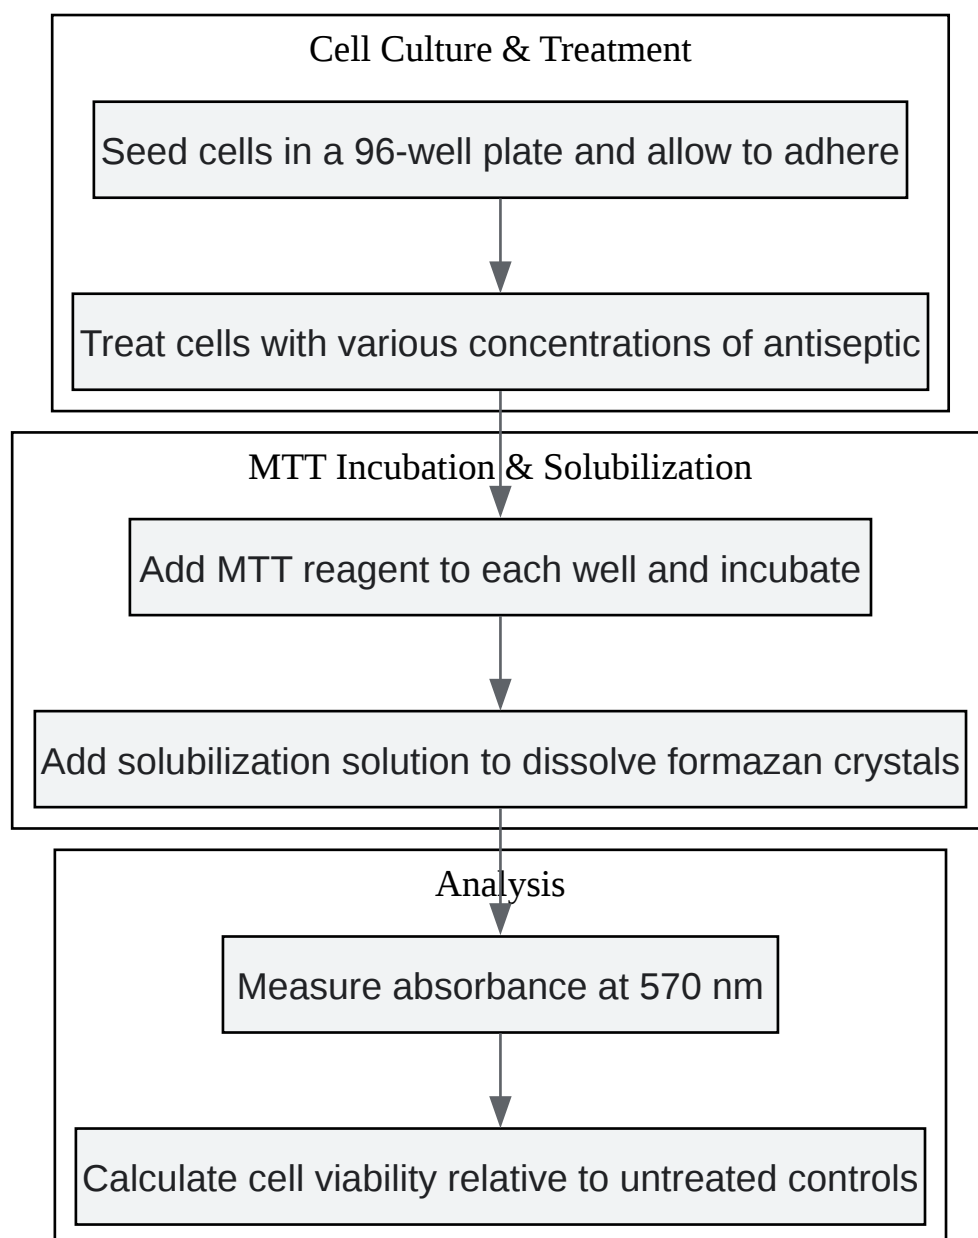 Cell Culture & Treatment
Seed cells in a 96-well plate and allow to adhere
Treat cells with various concentrations of antiseptic
MTT Incubation & Solubilization
Add MTT reagent to each well and incubate
Add solubilization solution to dissolve formazan crystals
Analysis
Measure absorbance at 570 nm
Calculate cell viability relative to untreated controls